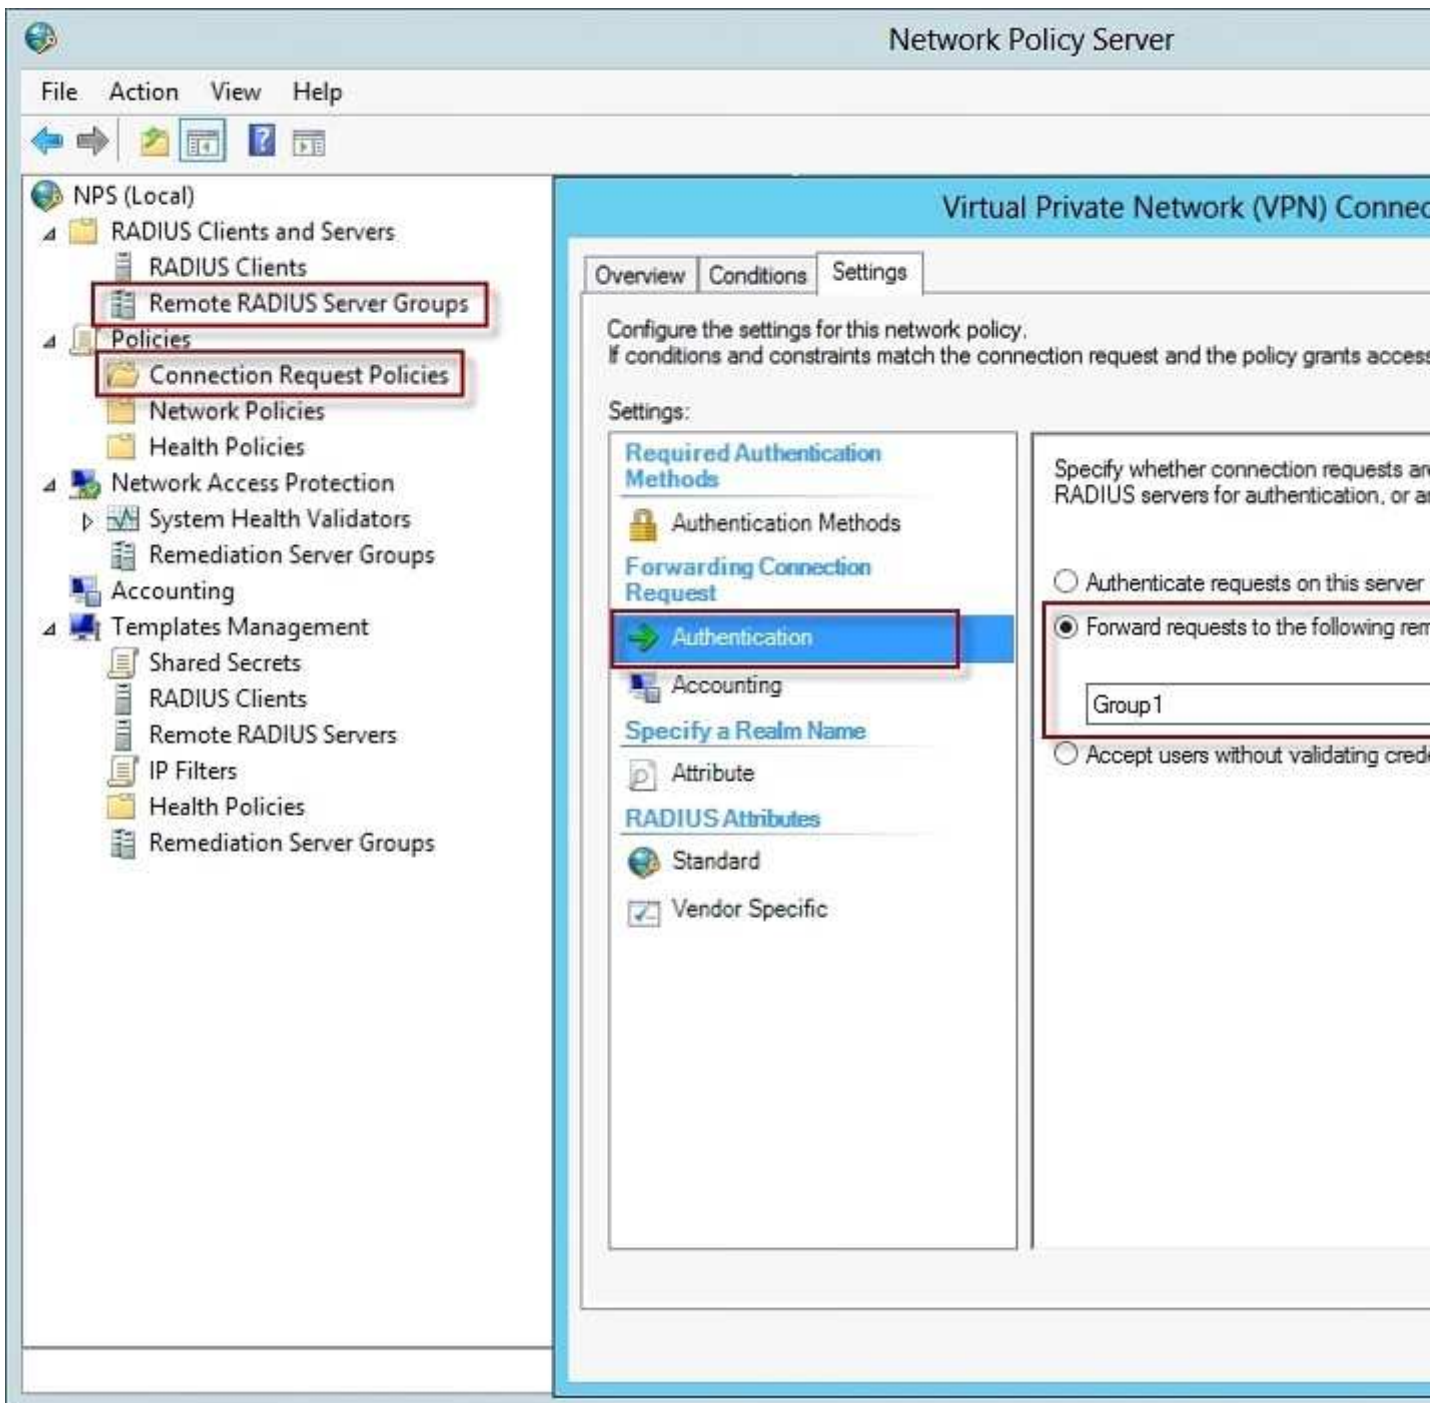 Network Policy Server
File Action View Help
NPS (Local)
RADIUS Clients and Servers
RADIUS Clients
Remote RADIUS Server Groups
Policies
Connection Request Policies
Network Policies
Health Policies
Network Access Protection
System Health Validators
Remediation Server Groups
Accounting
Templates Management
Shared Secrets
RADIUS Clients
Remote RADIUS Servers
IP Filters
Health Policies
Remediation Server Groups
Virtual Private Network (VPN) Connec
Overview Conditions Settings
Configure the settings for this network policy.
If conditions and constraints match the connection request and the policy grants access
Settings:
Required Authentication
Methods
Authentication Methods
Forwarding Connection
Request
Authentication
Accounting
Specify a Realm Name
Attribute
RADIUS Attributes
Standard
Vendor Specific
Specify whether connection requests are
RADIUS servers for authentication, or a
Authenticate requests on this server
Forward requests to the following rem
Group1
Accept users without validating crede